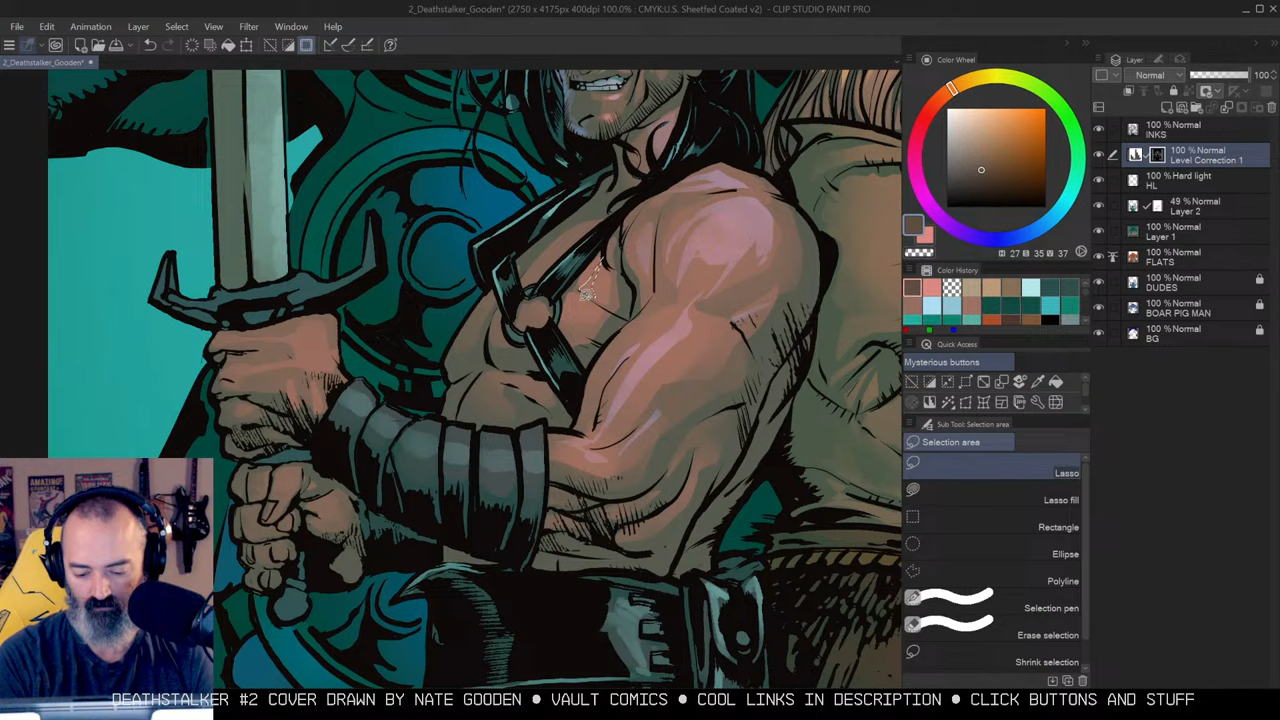 2_Deathstalker_Gooden* (2750 x 4175px 400dpi 100.0% : CMYK:U.S. Sheetfed Coated v2) - CLIP STUDIO PAINT PRO
File Edit Animation Layer Select View Filter Window Help
2_Deathstalker_Gooden*
Color Wheel
H 27 S 35 V 37
Color History
Quick Access
Mysterious buttons
Sub Tool: Selection area
Selection area
Lasso
Lasso fill
Rectangle
Ellipse
Polyline
Selection pen
Erase selection
Shrink selection
Layer
Normal 100
100 % Normal
INKS
100 % Normal
Level Correction 1
100 % Hard light
HL
49 % Normal
Layer 2
100 % Normal
Layer 1
100 % Normal
FLATS
100 % Normal
DUDES
100 % Normal
BOAR PIG MAN
100 % Normal
BG
AMAZING
DEATHSTALKER #2 COVER DRAWN BY NATE GOODEN ● VAULT COMICS ● COOL LINKS IN DESCRIPTION ● CLICK BUTTONS AND STUFF